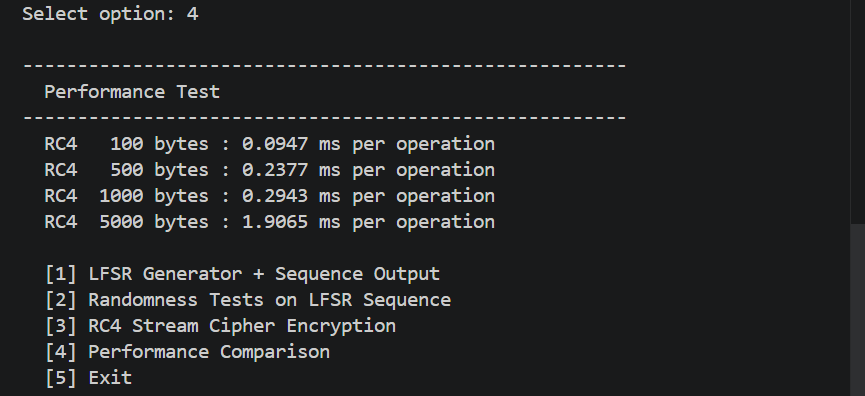 Select option: 4
-------------------------------------------------------
Performance Test
-------------------------------------------------------
RC4   100 bytes : 0.0947 ms per operation
RC4   500 bytes : 0.2377 ms per operation
RC4  1000 bytes : 0.2943 ms per operation
RC4  5000 bytes : 1.9065 ms per operation
[1] LFSR Generator + Sequence Output
[2] Randomness Tests on LFSR Sequence
[3] RC4 Stream Cipher Encryption
[4] Performance Comparison
[5] Exit